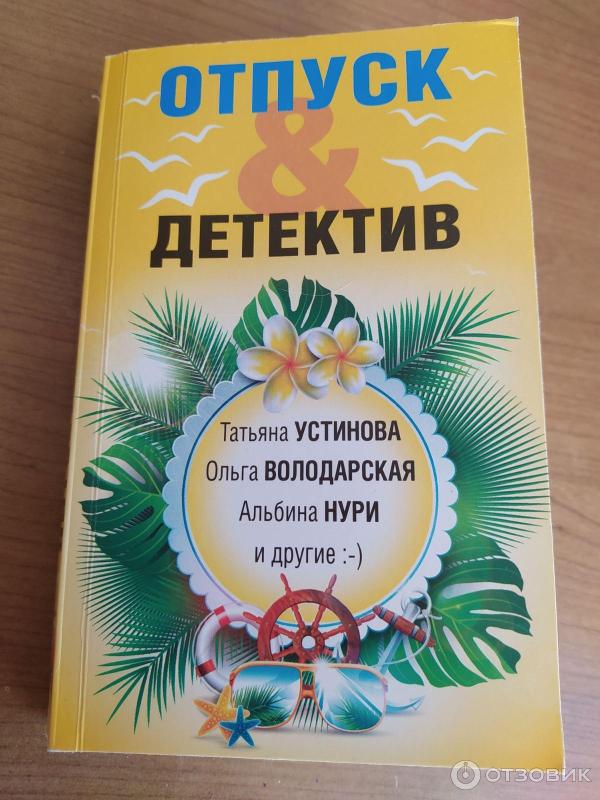 ОТПУСК
&
ДЕТЕКТИВ
Татьяна УСТИНОВА
Ольга ВОЛОДАРСКАЯ
Альбина НУРИ
и другие :-)
ОТЗОВИК